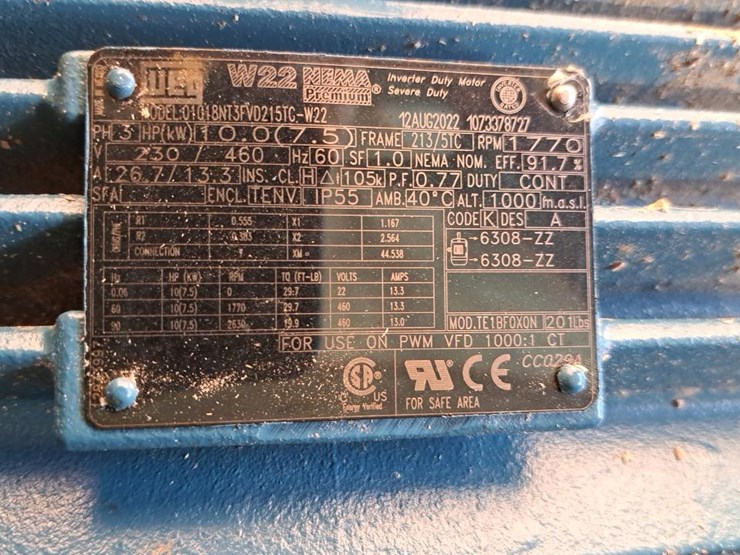 WEG W22 NEMA Premium® Inverter Duty Motor
Severe Duty
MODEL:01018NT3FVD215TC-W22 12AUG2022 1073378727
PH 3 HP(kW) 10.0(7.5) FRAME 213/5TC RPM 1770
V 230 / 460 Hz 60 SF 1.0 NEMA NOM. EFF. 91.7%
A 26.7/13.3 INS. CL. H Δt 105K P.F. 0.77 DUTY CONT
SFA ENCL. TENV IP55 AMB. 40°C ALT. 1000 m.a.s.l.
CODE K DES A
R1 0.555 X1 1.167
R2 X2 2.564
CONNECTION Y XM = 44.538
6308-ZZ
6308-ZZ
Hz HP (KW) RPM TQ (FT-LB) VOLTS AMPS
0.06 10(7.5) 0 29.7 22 13.3
60 10(7.5) 1770 29.7 460 13.3
90 10(7.5) 2630 19.9 460 13.0
MOD.TE1BFOXON 201Lbs
FOR USE ON PWM VFD 1000:1 CT
CC029A
C US
Energy Verified
FOR SAFE AREA